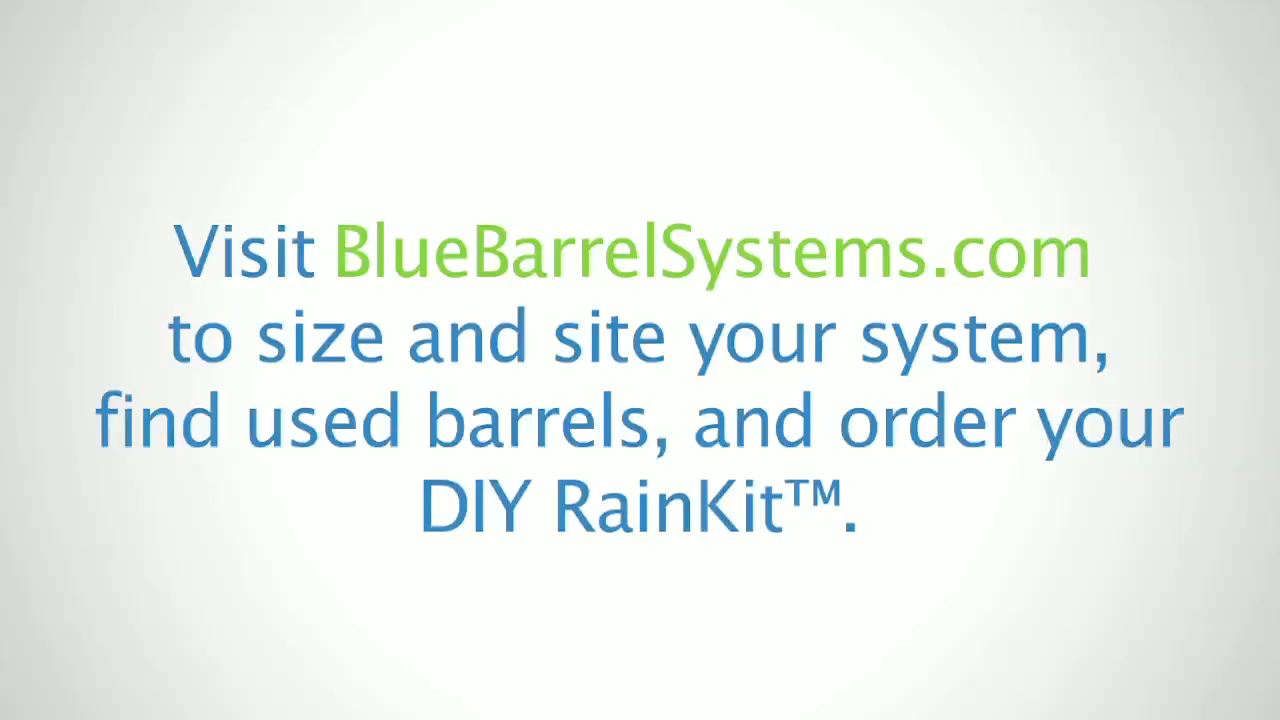 Visit BlueBarrelSystems.com
to size and site your system,
find used barrels, and order your
DIY RainKit™.